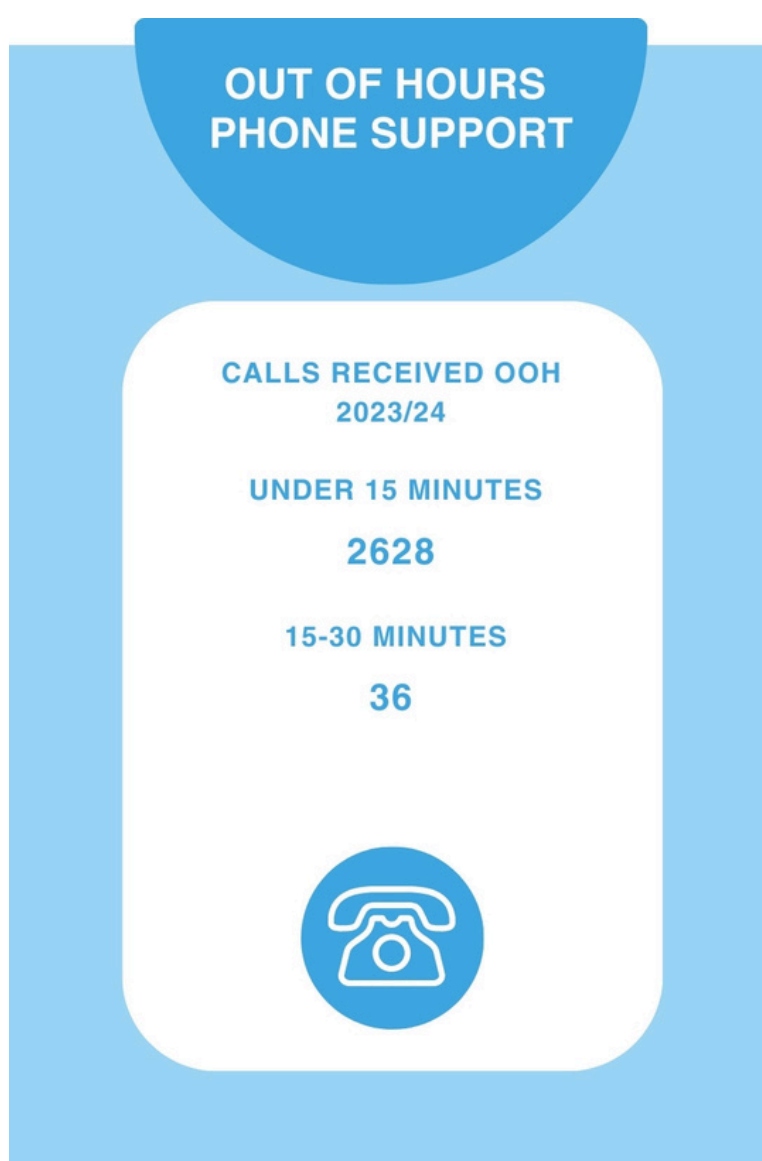 OUT OF HOURS
PHONE SUPPORT
CALLS RECEIVED OOH
2023/24
UNDER 15 MINUTES
2628
15-30 MINUTES
36